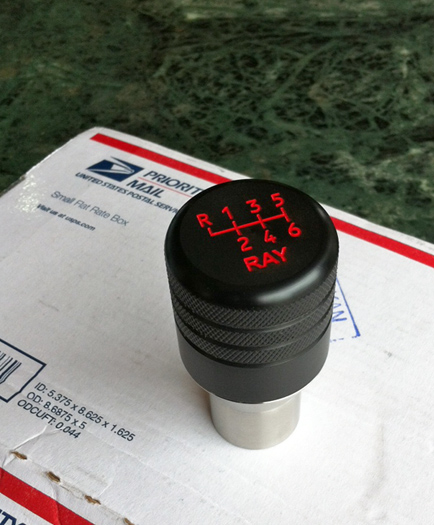 PRIORITY
MAIL
UNITED STATES POSTAL SERVICE
Small Flat Rate Box
Visit us at usps.com
R 1 3 5
2 4 6
RAY
ID: 5.375 x 8.625 x 1.625
OD: 8.6875 x 5
ODCUFT: 0.044